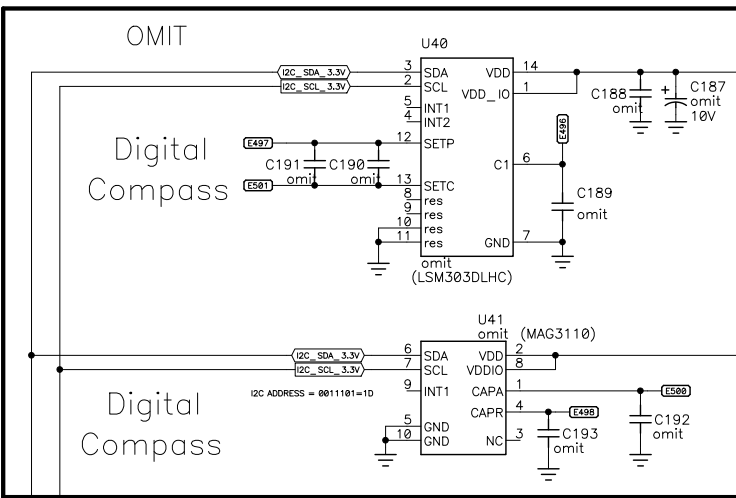 OMIT
U40
3 SDA
2 SCL
5 INT1
4 INT2
12 SETP
13 SETC
8 res
9 res
10 res
11 res
VDD 14
VDD_IO 1
C1 6
GND 7
omit
(LSM303DLHC)
I2C_SDA_3.3V
I2C_SCL_3.3V
Digital
Compass
E497
E501
C191
omit
C190
omit
C188
omit
+
C187
omit
10V
E496
C189
omit
U41
omit (MAG3110)
6 SDA
7 SCL
9 INT1
5 GND
10 GND
VDD 2
VDDIO 8
CAPA 1
CAPR 4
NC 3
I2C_SDA_3.3V
I2C_SCL_3.3V
I2C ADDRESS = 0011101=1D
Digital
Compass
E500
E498
C192
omit
C193
omit